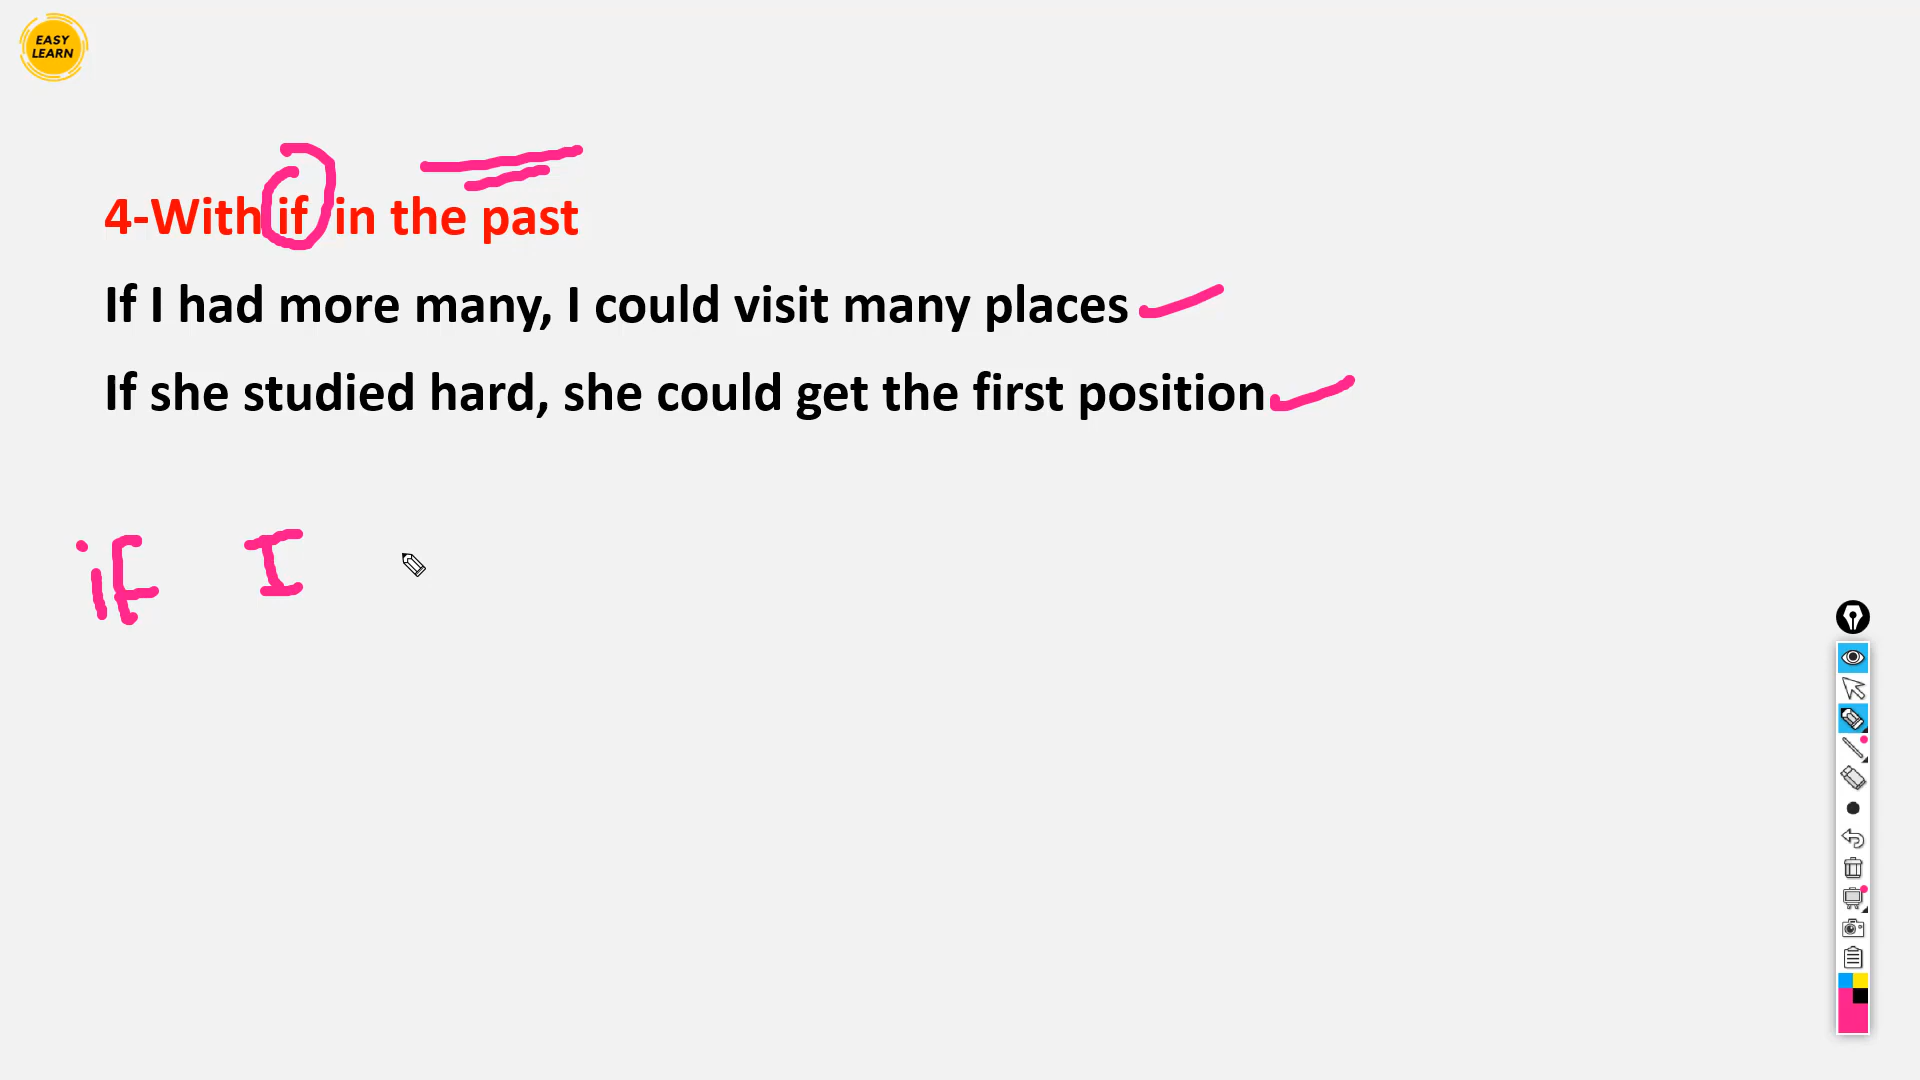 EASY
LEARN
4-With if in the past
If I had more many, I could visit many places
If she studied hard, she could get the first position
if I